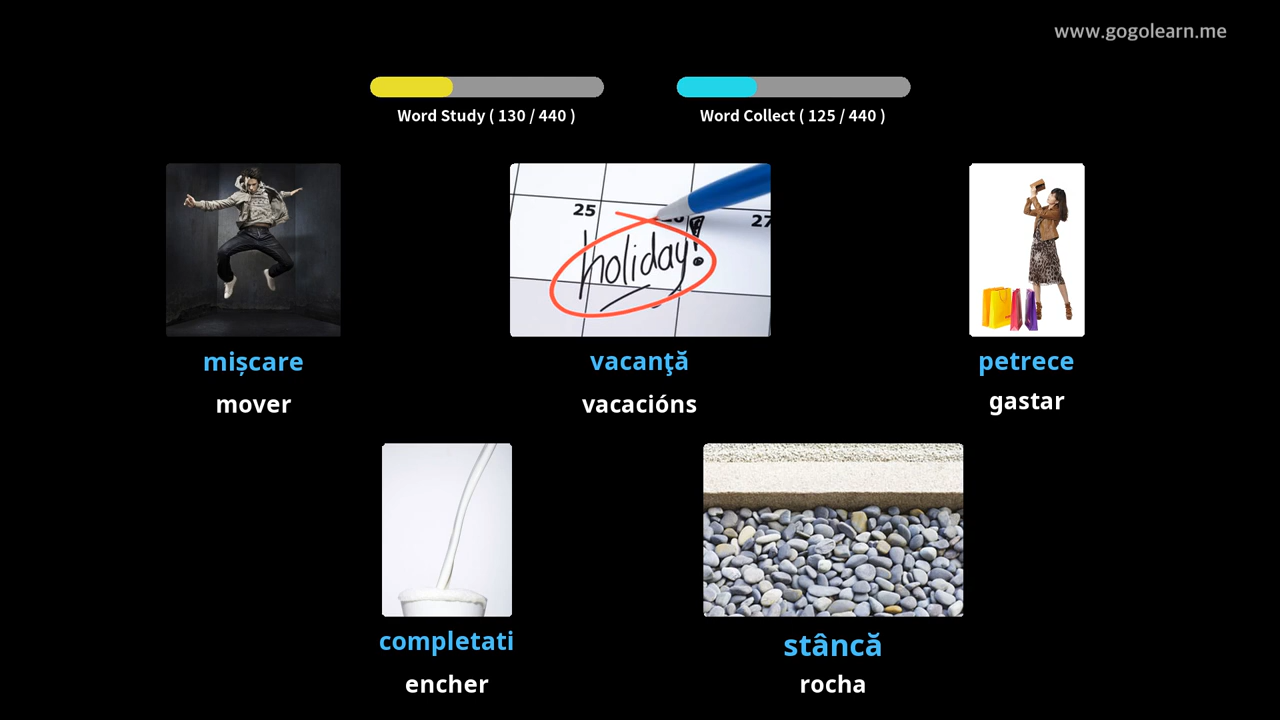 www.gogolearn.me
Word Study ( 130 / 440 )
Word Collect ( 125 / 440 )
25
27
holiday!
mișcare
vacanţă
petrece
mover
vacacións
gastar
completati
stâncă
encher
rocha